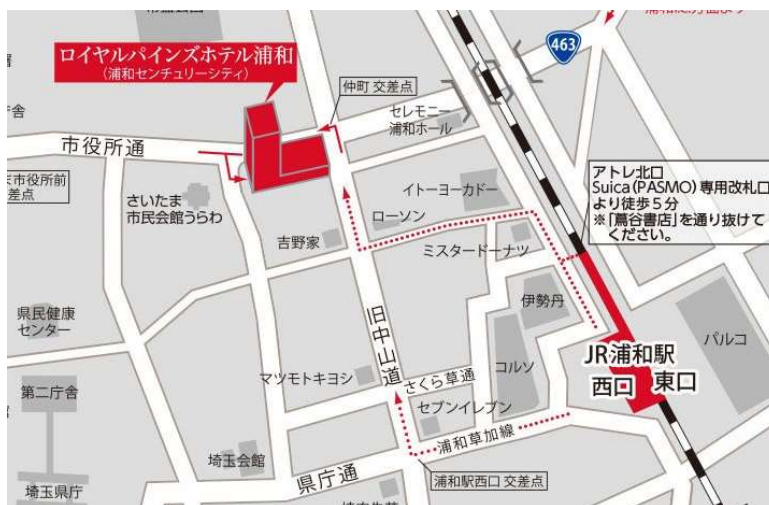 463
ロイヤルパインズホテル浦和
(浦和センチュリーシティ)
仲町 交差点
セレモニー
浦和ホール
市役所通
庁舎
市役所前
差点
さいたま
市民会館うらわ
イトーヨーカドー
アトレ北口
Suica(PASMO)専用改札口
より徒歩5分
※「蔦谷書店」を通り抜けて
ください。
ローソン
吉野家
ミスタードーナツ
伊勢丹
県民健康
センター
旧中山道
パルコ
JR浦和駅
西口
東口
コルソ
マツモトキヨシ
さくら草通
第二庁舎
セブンイレブン
浦和草加線
埼玉会館
県庁通
浦和駅西口 交差点
埼玉県庁